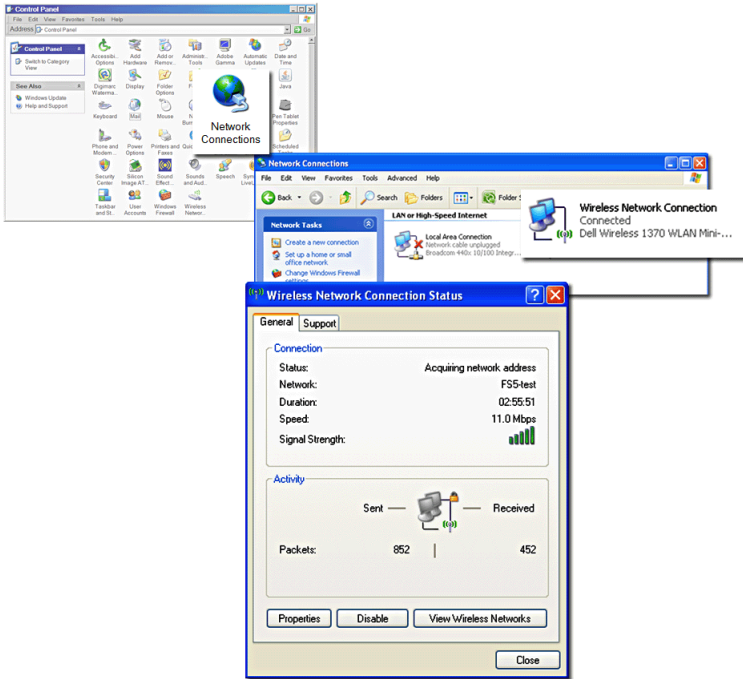 Control Panel
File Edit View Favorites Tools Help
Address Control Panel Go
Control Panel
Switch to Category
View
See Also
Windows Update
Help and Support
Accessibi...
Options
Add
Hardware
Add or
Remov...
Administr...
Tools
Adobe
Gamma
Automatic
Updates
Date and
Time
Digimarc
Waterma...
Display
Folder
Options
Java
Keyboard
Mail
Mouse
Pen Tablet
Properties
Phone and
Modem ...
Power
Options
Printers and
Faxes
Scheduled
Security
Center
Silicon
Image AT...
Sound
Effect...
Sounds
and Aud...
Speech
Taskbar
and St...
User
Accounts
Windows
Firewall
Wireless
Networ...
Network
Connections
Network Connections
File Edit View Favorites Tools Advanced Help
Back Search Folders Folder
Network Tasks
Create a new connection
Set up a home or small
office network
Change Windows Firewall
settings
LAN or High-Speed Internet
Local Area Connection
Network cable unplugged
Broadcom 440x 10/100 Integr...
Wireless Network Connection
Connected
Dell Wireless 1370 WLAN Mini-...
Wireless Network Connection Status
General Support
Connection
Status: Acquiring network address
Network: FS5-test
Duration: 02:55:51
Speed: 11.0 Mbps
Signal Strength:
Activity
Sent Received
Packets: 852 452
Properties Disable View Wireless Networks
Close